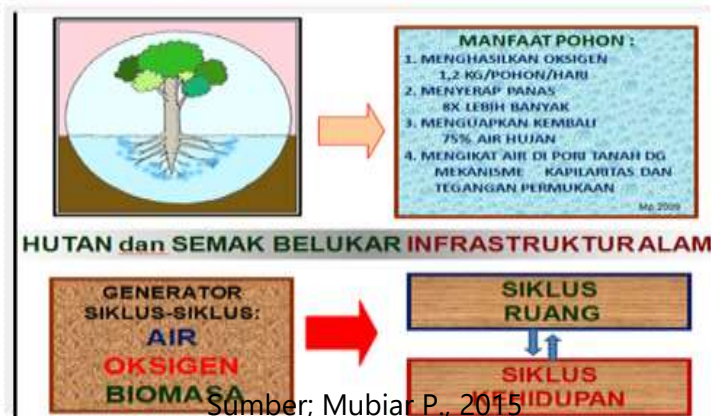 MANFAAT POHON :
1. MENGHASILKAN OKSIGEN
1,2 KG/POHON/HARI
2. MENYERAP PANAS
8X LEBIH BANYAK
3. MENGUAPKAN KEMBALI
75% AIR HUJAN
4. MENGIKAT AIR DI PORI TANAH DG
MEKANISME KAPILARITAS DAN
TEGANGAN PERMUKAAN
Mp.2009
HUTAN dan SEMAK BELUKAR INFRASTRUKTUR ALAM
GENERATOR
SIKLUS-SIKLUS:
AIR
OKSIGEN
BIOMASA
SIKLUS
RUANG
SIKLUS
KEHIDUPAN
Sumber; Mubiar P., 2015